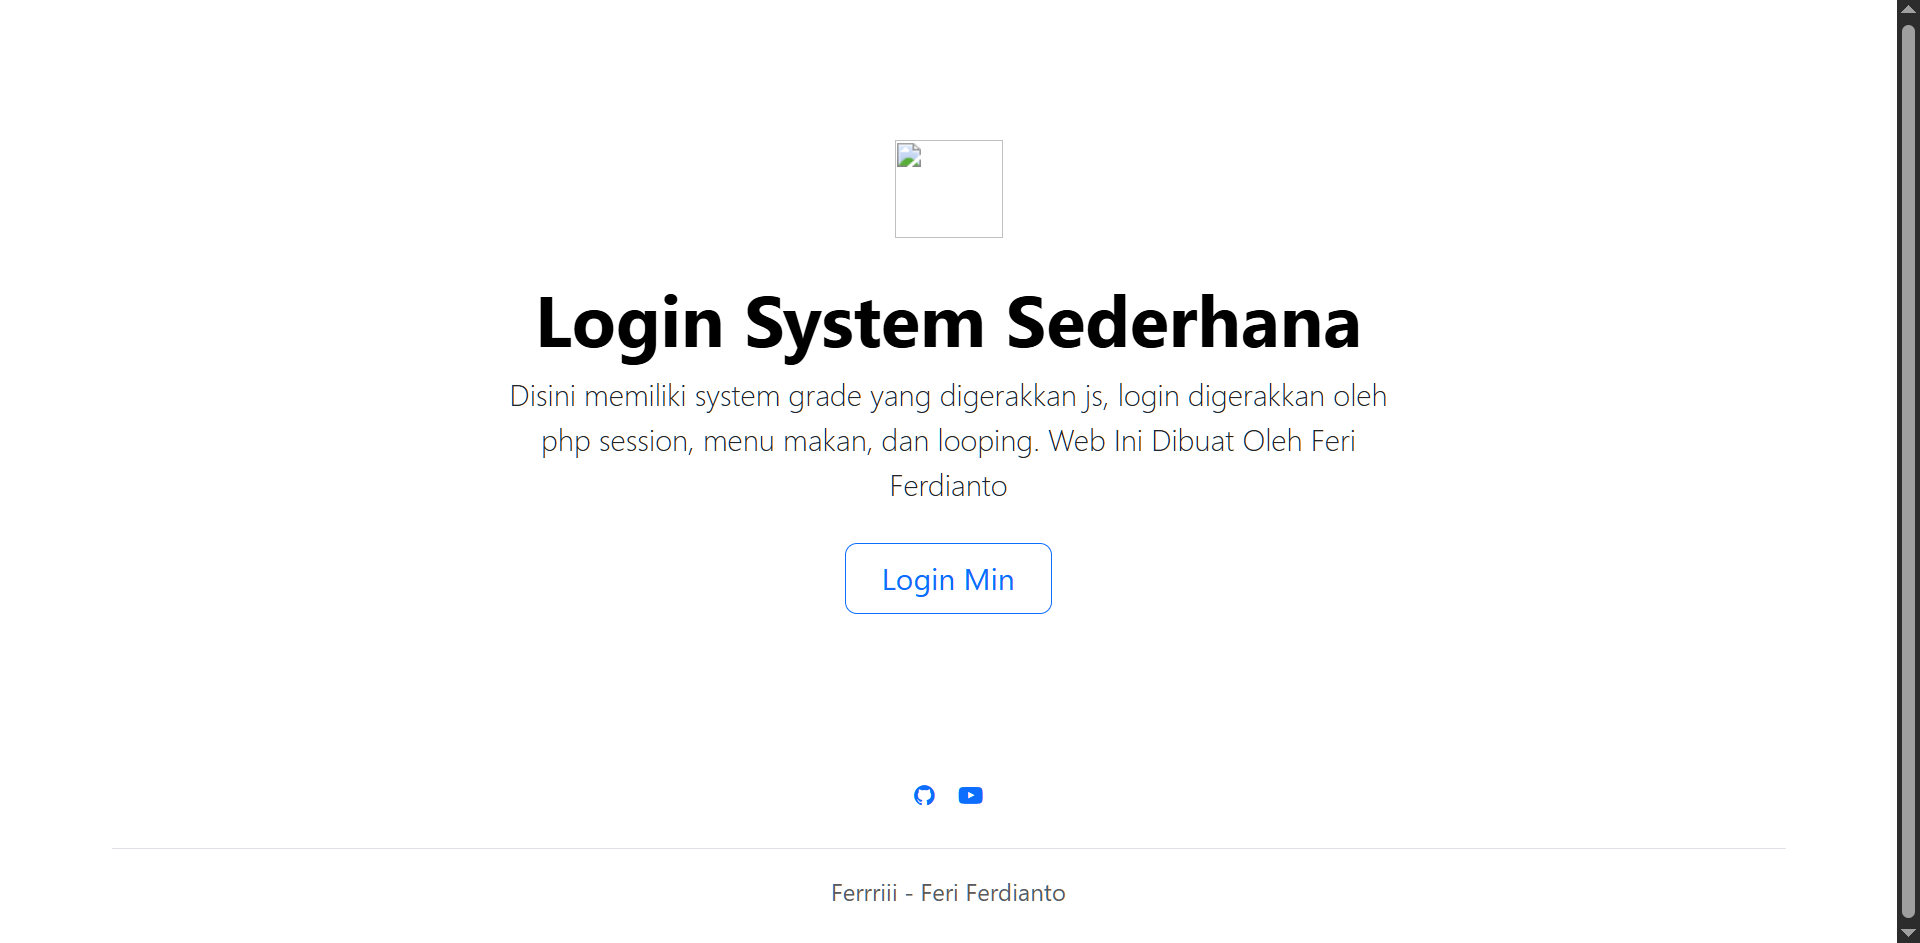 Login System Sederhana
Disini memiliki system grade yang digerakkan js, login digerakkan oleh
php session, menu makan, dan looping. Web Ini Dibuat Oleh Feri
Ferdianto
Login Min
Ferrriii - Feri Ferdianto